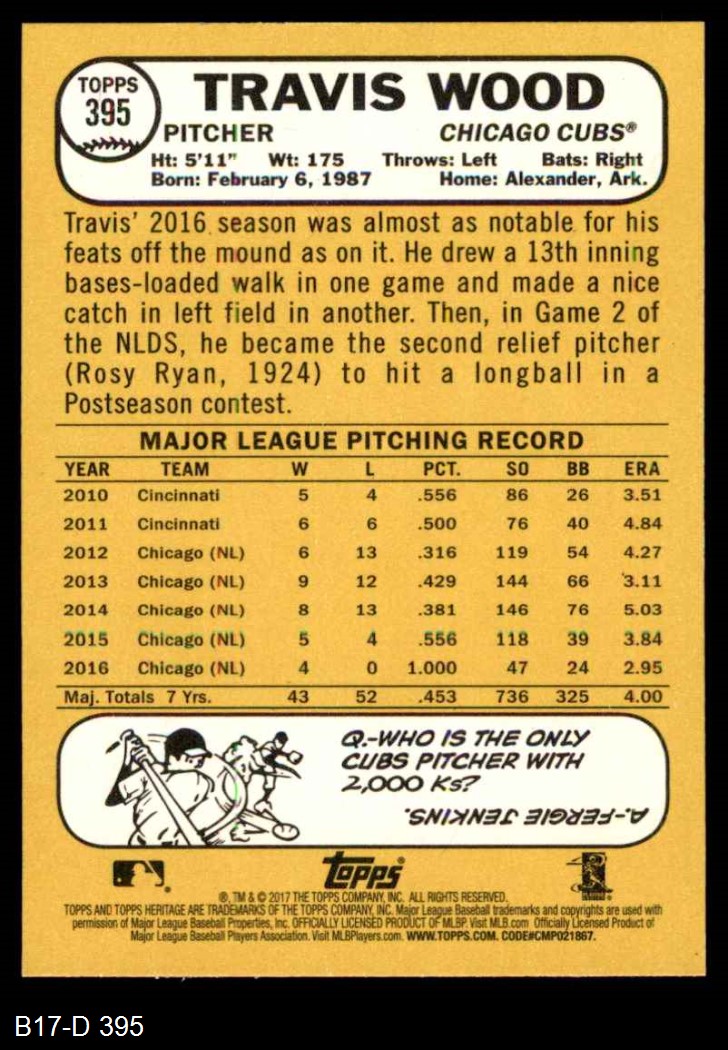 TOPPS
395
TRAVIS WOOD
PITCHER CHICAGO CUBS®
Ht: 5'11" Wt: 175 Throws: Left Bats: Right
Born: February 6, 1987 Home: Alexander, Ark.
Travis' 2016 season was almost as notable for his
feats off the mound as on it. He drew a 13th inning
bases-loaded walk in one game and made a nice
catch in left field in another. Then, in Game 2 of
the NLDS, he became the second relief pitcher
(Rosy Ryan, 1924) to hit a longball in a
Postseason contest.
MAJOR LEAGUE PITCHING RECORD
YEAR TEAM W L PCT. SO BB ERA
2010 Cincinnati 5 4 .556 86 26 3.51
2011 Cincinnati 6 6 .500 76 40 4.84
2012 Chicago (NL) 6 13 .316 119 54 4.27
2013 Chicago (NL) 9 12 .429 144 66 3.11
2014 Chicago (NL) 8 13 .381 146 76 5.03
2015 Chicago (NL) 5 4 .556 118 39 3.84
2016 Chicago (NL) 4 0 1.000 47 24 2.95
Maj. Totals 7 Yrs. 43 52 .453 736 325 4.00
Q.-WHO IS THE ONLY
CUBS PITCHER WITH
2,000 Ks?
A.-FERGIE JENKINS.
topps®
®, TM & © 2017 THE TOPPS COMPANY, INC. ALL RIGHTS RESERVED.
TOPPS AND TOPPS HERITAGE ARE TRADEMARKS OF THE TOPPS COMPANY, INC. Major League Baseball trademarks and copyrights are used with
permission of Major League Baseball Properties, Inc. OFFICIALLY LICENSED PRODUCT OF MLBP. Visit MLB.com Officially Licensed Product of
Major League Baseball Players Association. Visit MLBPlayers.com. WWW.TOPPS.COM. CODE#CMP021867.
B17-D 395